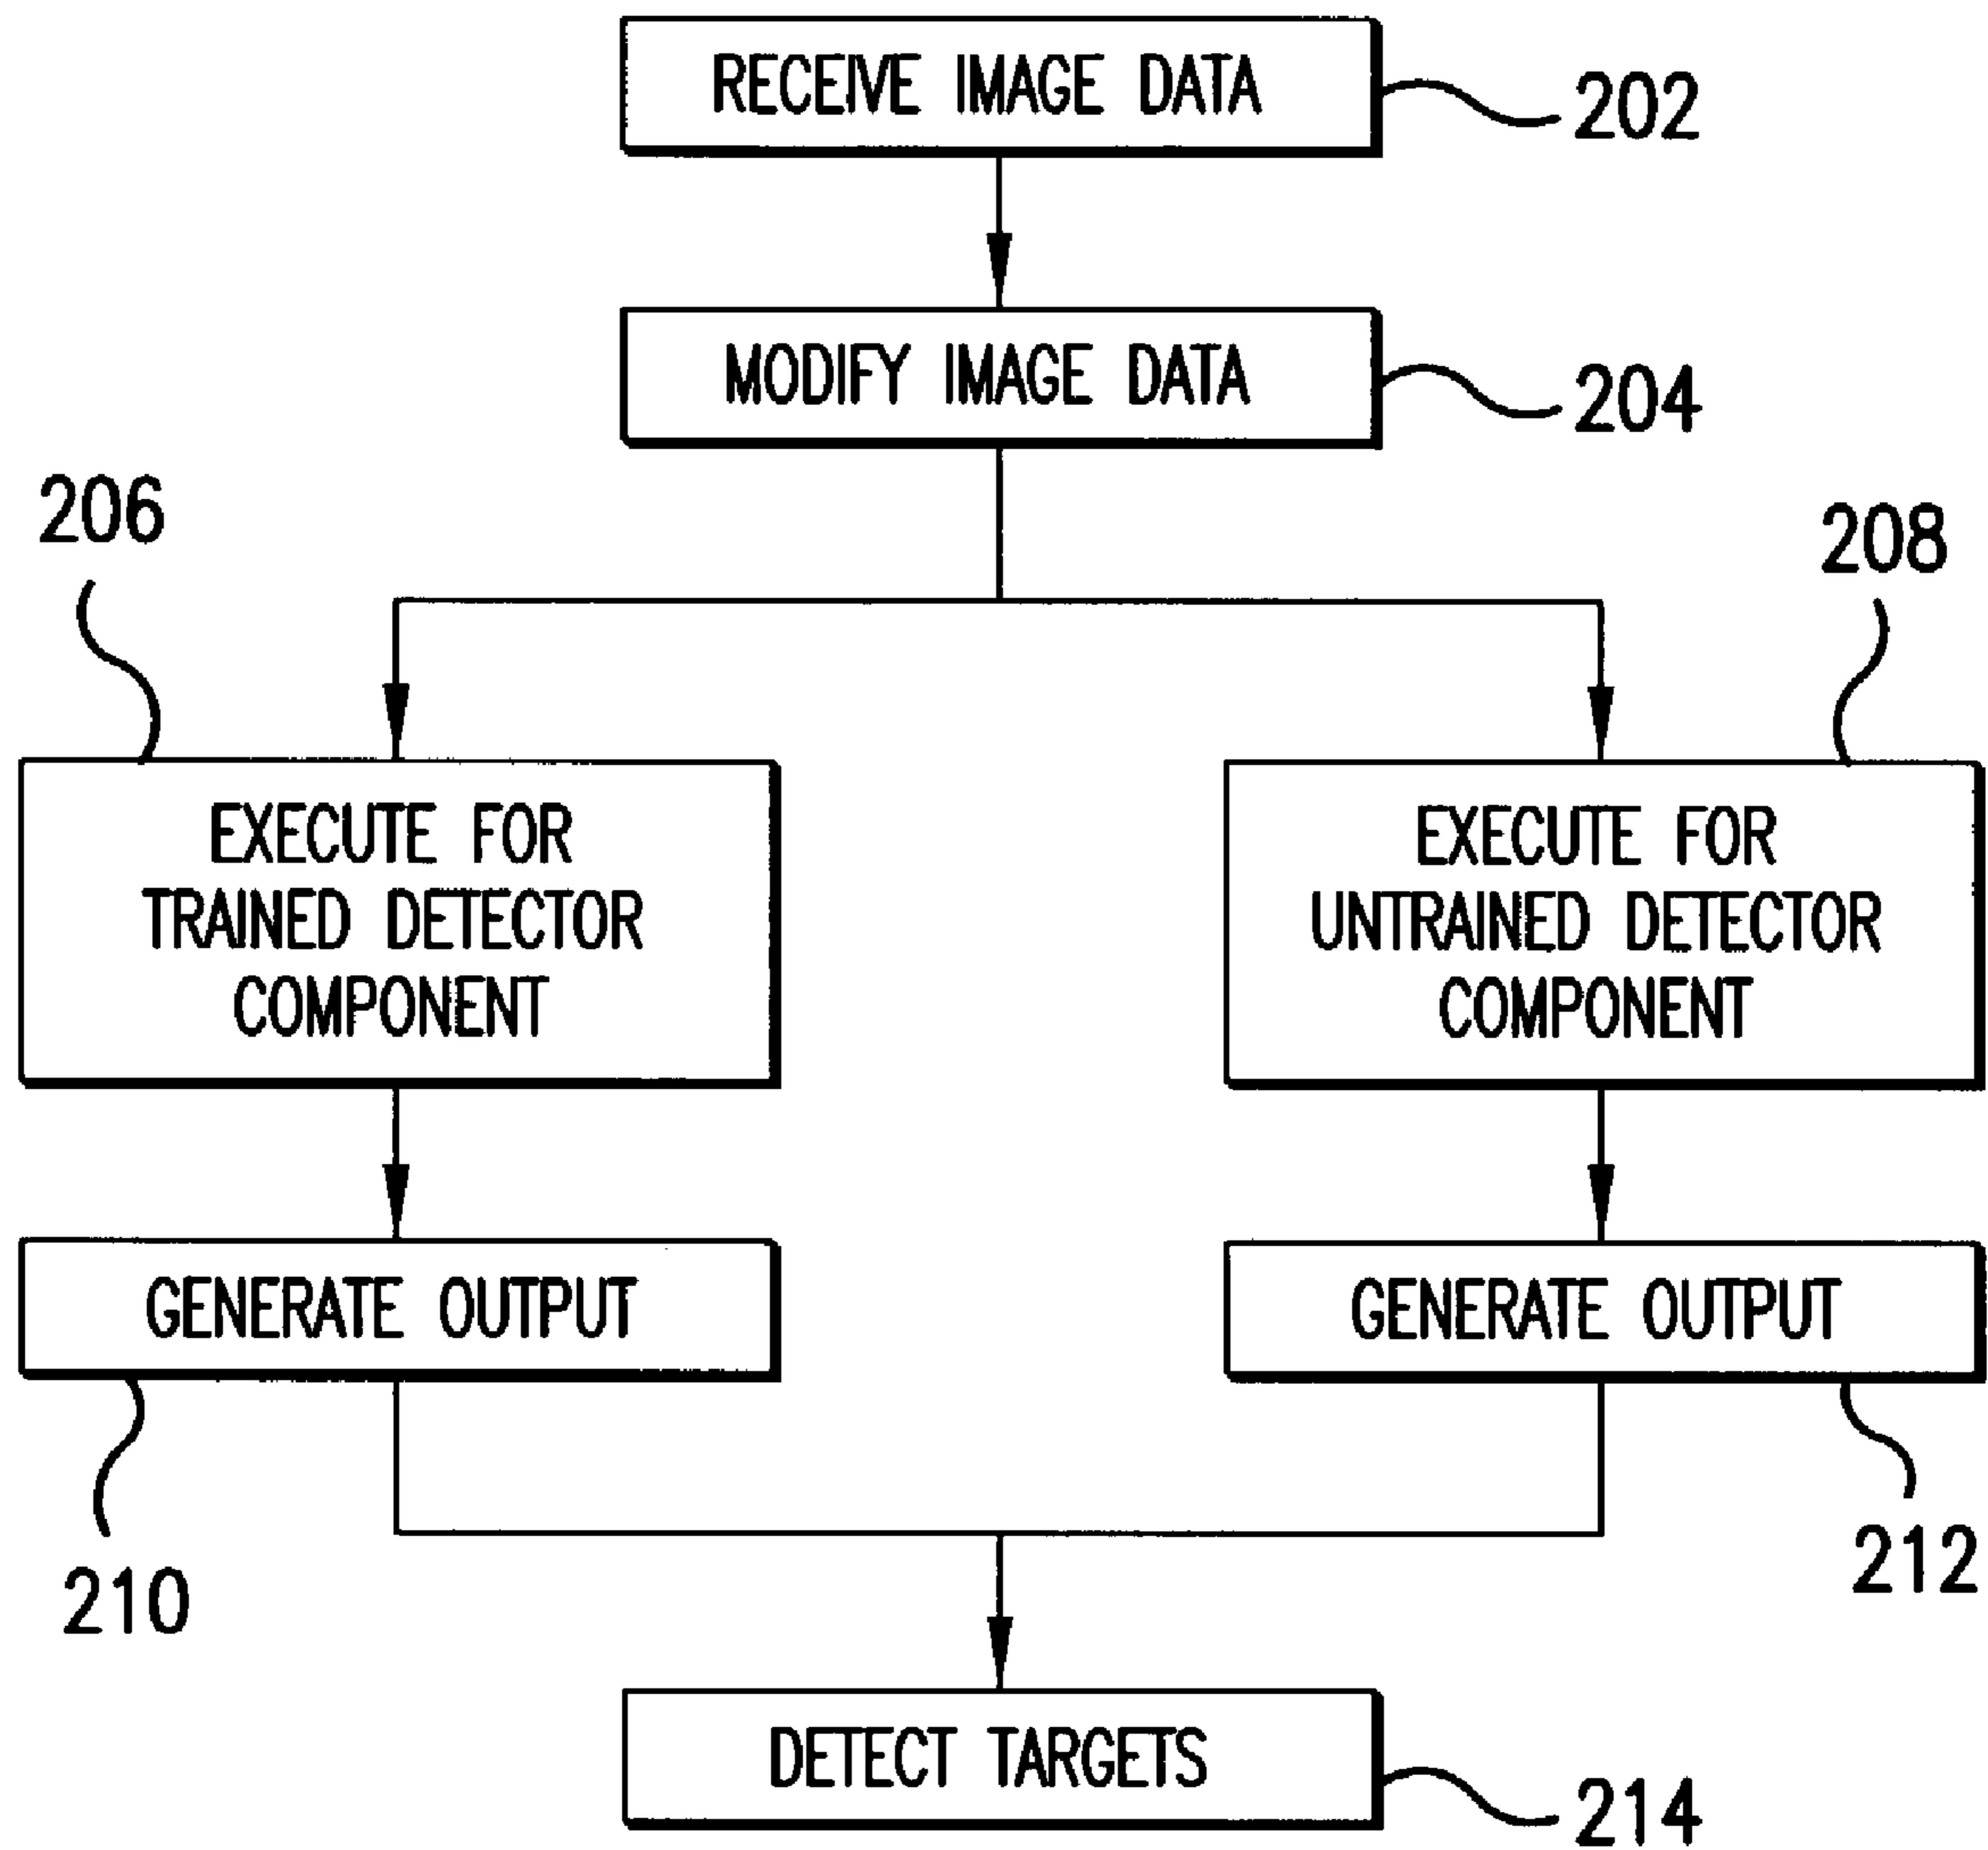 RECEIVE IMAGE DATA
202
MODIFY IMAGE DATA
204
206
208
EXECUTE FOR
TRAINED DETECTOR
COMPONENT
EXECUTE FOR
UNTRAINED DETECTOR
COMPONENT
GENERATE OUTPUT
GENERATE OUTPUT
210
212
DETECT TARGETS
214